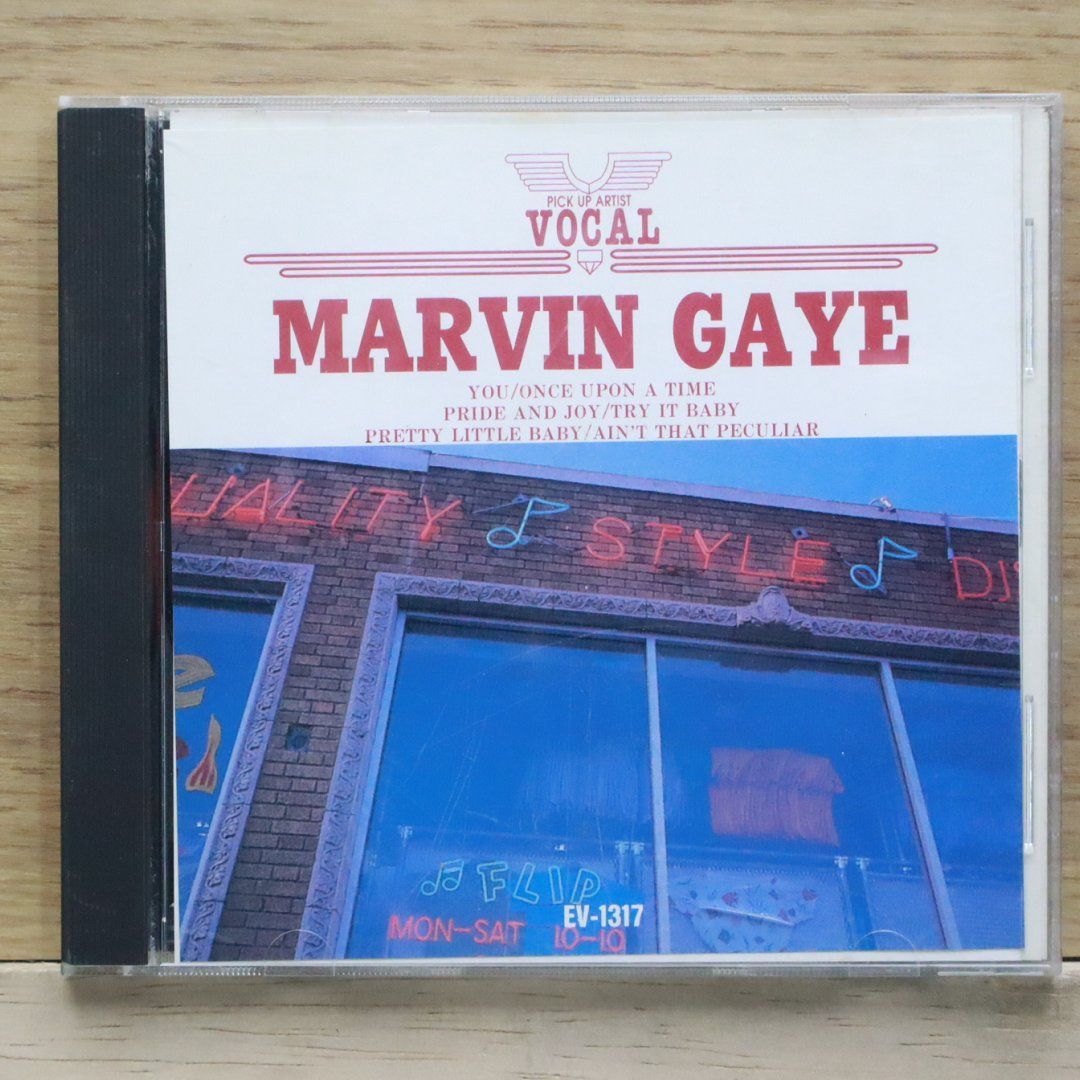 PICK UP ARTIST
VOCAL
MARVIN GAYE
YOU/ONCE UPON A TIME
PRIDE AND JOY/TRY IT BABY
PRETTY LITTLE BABY/AIN'T THAT PECULIAR
UALITY ♪ STYLE ♪ DJ'
♫ FLIP
EV-1317
MON-SAT 10-10